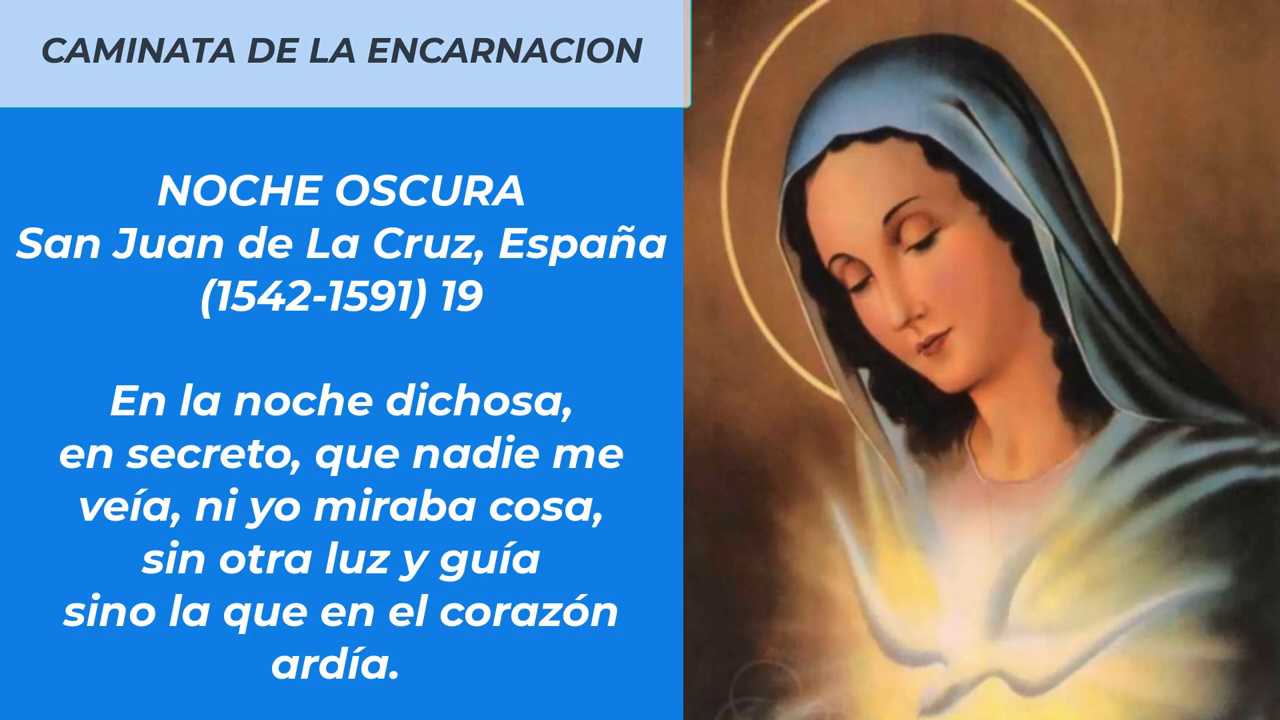 CAMINATA DE LA ENCARNACION
NOCHE OSCURA
San Juan de La Cruz, España
(1542-1591) 19
En la noche dichosa,
en secreto, que nadie me
veía, ni yo miraba cosa,
sin otra luz y guía
sino la que en el corazón
ardía.